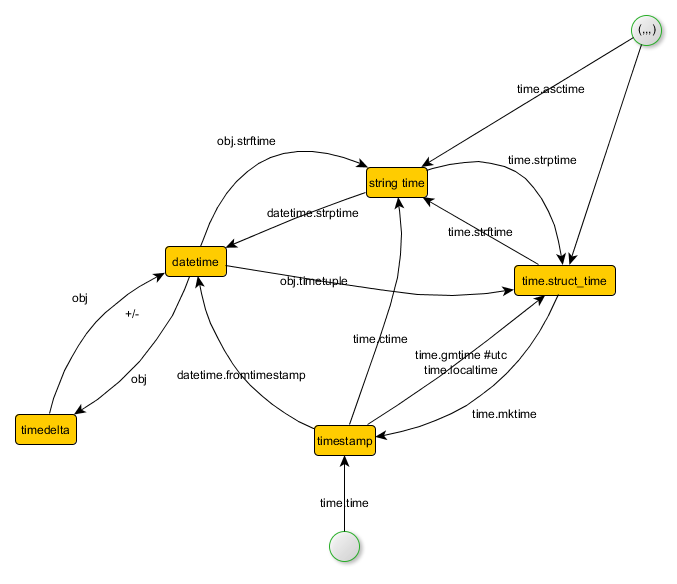 (,,,)
time.asctime
obj.strftime
time.strptime
string time
datetime.strptime
time.strftime
datetime
obj.timetuple
time.struct_time
obj
+/-
time.ctime
time.gmtime #utc
time.localtime
datetime.fromtimestamp
obj
time.mktime
timedelta
timestamp
time.time